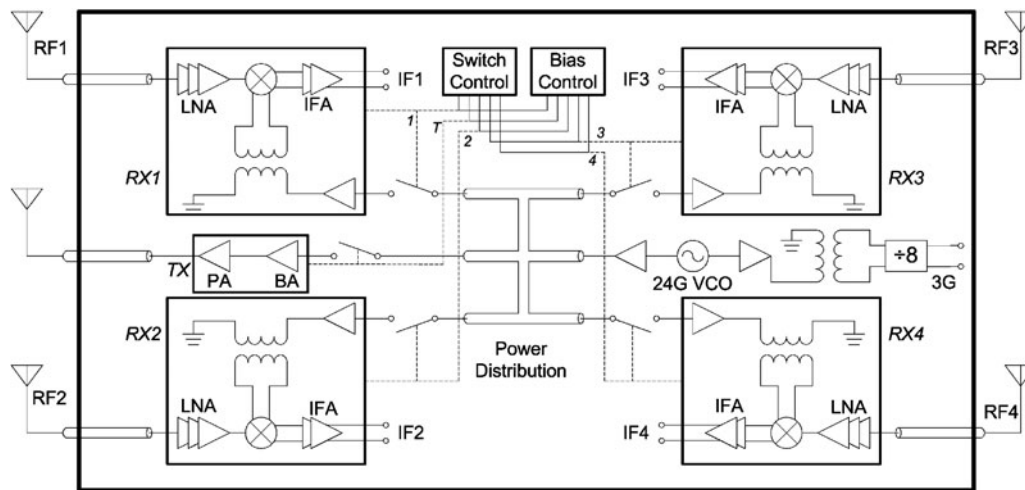 RF1
LNA
IFA
IF1
RX1
Switch
Control
Bias
Control
1
T
2
3
4
IF3
IFA
LNA
RX3
RF3
TX
PA
BA
24G VCO
÷8
3G
RX2
LNA
IFA
IF2
RF2
Power
Distribution
RX4
IF4
IFA
LNA
RF4